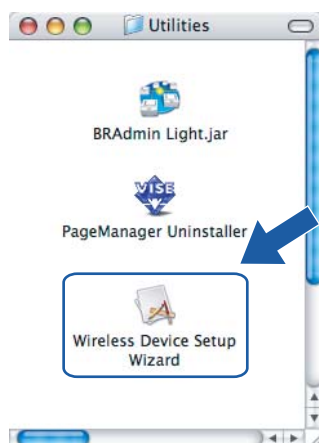 Utilities
BRAdmin Light.jar
VISE
PageManager Uninstaller
Wireless Device Setup
Wizard